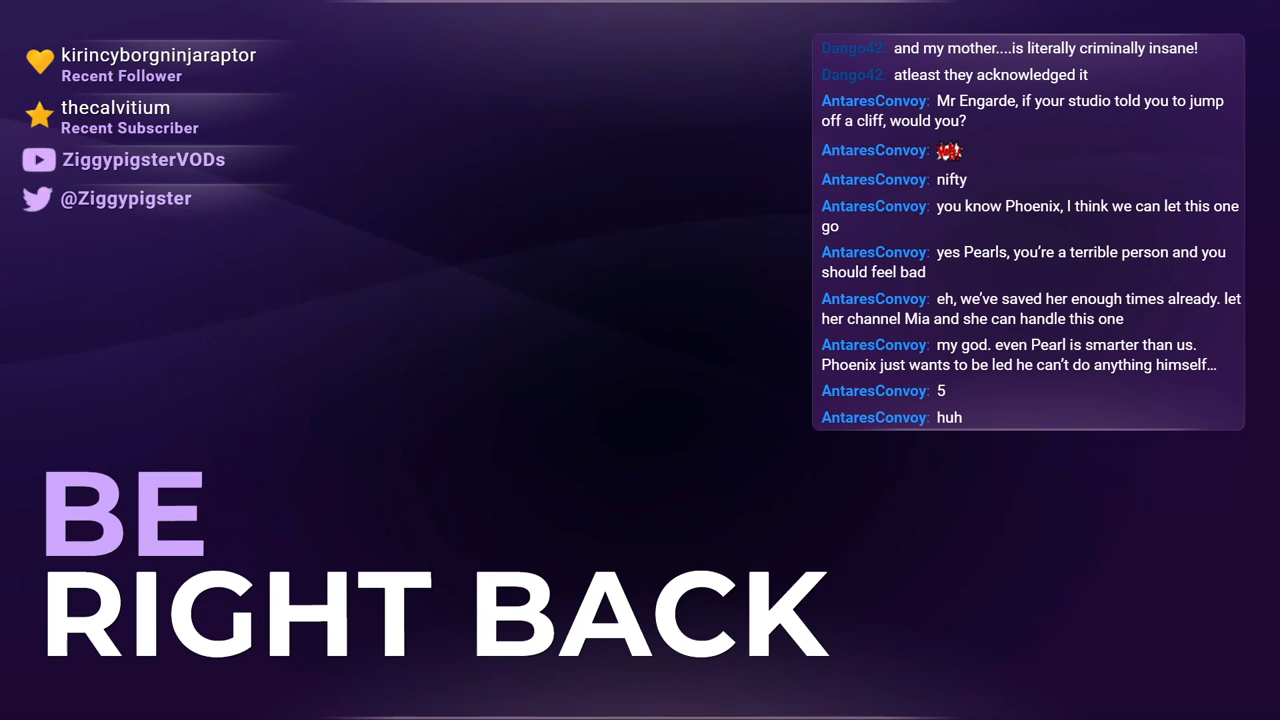 kirincyborgninjaraptor
Recent Follower
thecalvitium
Recent Subscriber
ZiggypigsterVODs
@Ziggypigster
Dango42: and my mother....is literally criminally insane!
Dango42: atleast they acknowledged it
AntaresConvoy: Mr Engarde, if your studio told you to jump
off a cliff, would you?
AntaresConvoy:
AntaresConvoy: nifty
AntaresConvoy: you know Phoenix, I think we can let this one
go
AntaresConvoy: yes Pearls, you’re a terrible person and you
should feel bad
AntaresConvoy: eh, we’ve saved her enough times already. let
her channel Mia and she can handle this one
AntaresConvoy: my god. even Pearl is smarter than us.
Phoenix just wants to be led he can’t do anything himself…
AntaresConvoy: 5
AntaresConvoy: huh
BE
RIGHT BACK